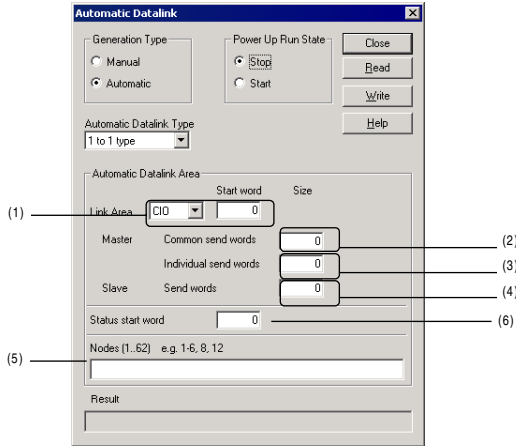 Automatic Datalink
Generation Type
Manual
Automatic
Power Up Run State
Stop
Start
Close
Read
Write
Help
Automatic Datalink Type
1 to 1 type
Automatic Datalink Area
Start word Size
(1) Link Area CIO 0
Master Common send words 0 (2)
Individual send words 0 (3)
Slave Send words 0 (4)
Status start word 0 (6)
Nodes (1..62) e.g. 1-6, 8, 12
(5)
Result